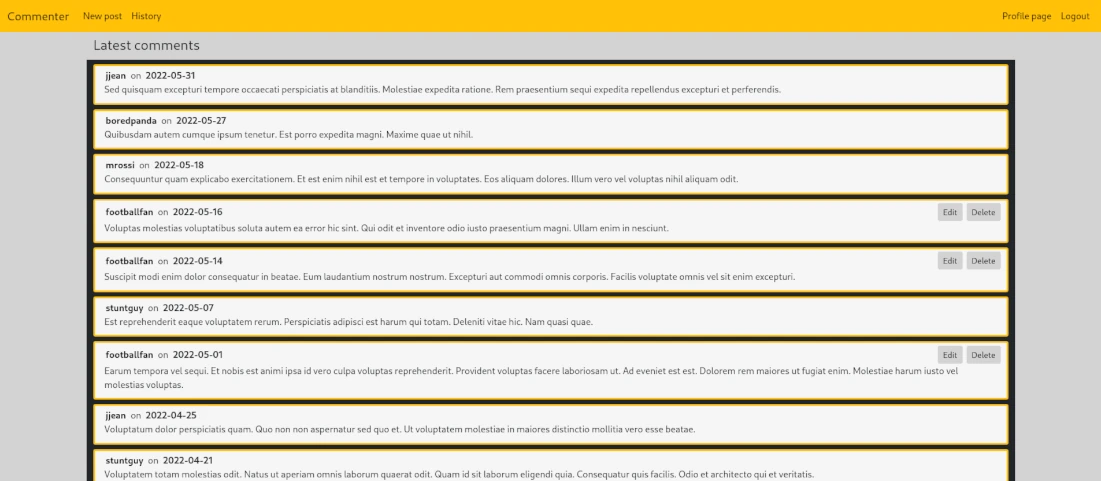 Commenter New post History Profile page Logout
Latest comments
jjean on 2022-05-31
Sed quisquam excepturi tempore occaecati perspiciatis at blanditiis. Molestiae expedita ratione. Rem praesentium sequi expedita repellendus excepturi et perferendis.
boredpanda on 2022-05-27
Quibusdam autem cumque ipsum tenetur. Est porro expedita magni. Maxime quae ut nihil.
mrossi on 2022-05-18
Consequuntur quam explicabo exercitationem. Et est enim nihil est et tempore in voluptates. Eos aliquam dolores. Illum vero vel voluptas nihil aliquam odit.
footballfan on 2022-05-16 Edit Delete
Voluptas molestias voluptatibus soluta autem ea error hic sint. Qui odit et inventore odio iusto praesentium magni. Ullam enim in nesciunt.
footballfan on 2022-05-14 Edit Delete
Suscipit modi enim dolor consequatur in beatae. Eum laudantium nostrum nostrum. Excepturi aut commodi omnis corporis. Facilis voluptate omnis vel sit enim excepturi.
stuntguy on 2022-05-07
Est reprehenderit eaque voluptatem rerum. Perspiciatis adipisci est harum qui totam. Deleniti vitae hic. Nam quasi quae.
footballfan on 2022-05-01 Edit Delete
Earum tempora vel sequi. Et nobis est animi ipsa id vero culpa voluptas reprehenderit. Provident voluptas facere laboriosam ut. Ad eveniet est est. Dolorem rem maiores ut fugiat enim. Molestiae harum iusto vel
molestias voluptas.
jjean on 2022-04-25
Voluptatum dolor perspiciatis quam. Quo non non aspernatur sed quo et. Ut voluptatem molestiae in maiores distinctio mollitia vero esse beatae.
stuntguy on 2022-04-21
Voluptatem totam molestias odit. Natus ut aperiam omnis laborum quaerat odit. Quam id sit laborum eligendi quia. Consequatur quis facilis. Odio et architecto qui et veritatis.